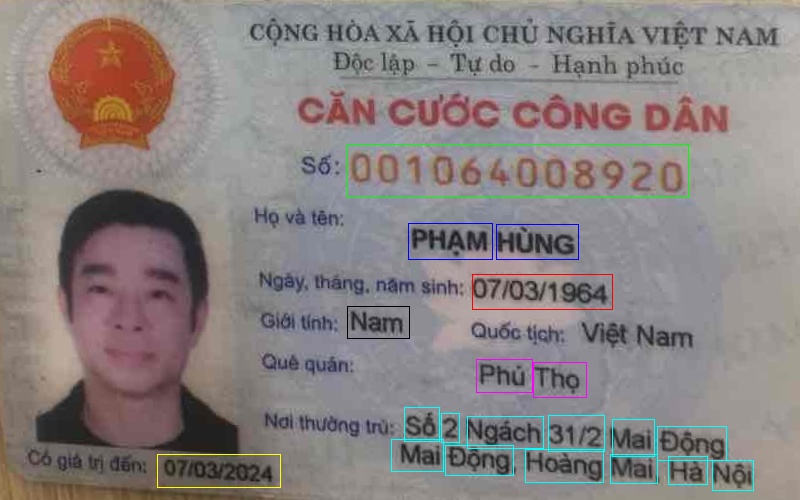 CỘNG HÒA XÃ HỘI CHỦ NGHĨA VIỆT NAM
Độc lập - Tự do - Hạnh phúc
CĂN CƯỚC CÔNG DÂN
Số: 001064008920
Họ và tên:
PHẠM HÙNG
Ngày, tháng, năm sinh: 07/03/1964
Giới tính: Nam Quốc tịch: Việt Nam
Quê quán:
Phú Thọ
Nơi thường trú: Số 2 Ngách 31/2 Mai Động
Mai Động, Hoàng Mai, Hà Nội
Có giá trị đến: 07/03/2024